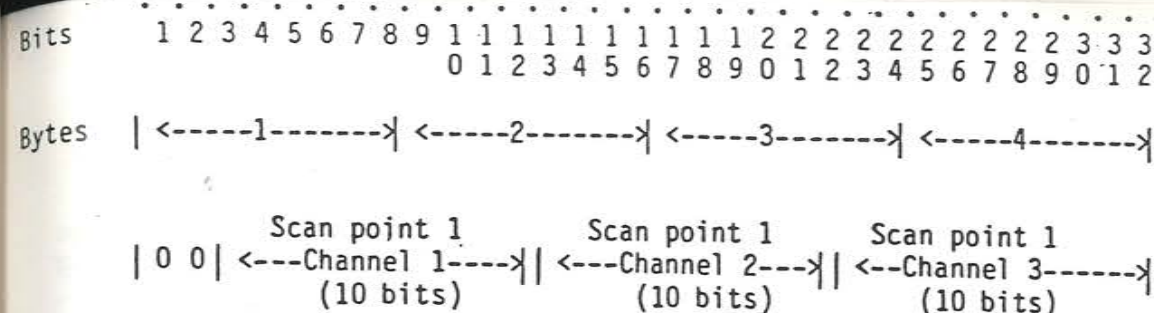 Bits 1 2 3 4 5 6 7 8 9 1 1 1 1 1 1 1 1 1 1 2 2 2 2 2 2 2 2 2 2 3 3 3
0 1 2 3 4 5 6 7 8 9 0 1 2 3 4 5 6 7 8 9 0 1 2
Bytes | <-----1------->| <-----2------->| <-----3------->| <-----4------->|
Scan point 1 Scan point 1 Scan point 1
| 0 0| <---Channel 1---->|| <---Channel 2--->|| <--Channel 3------>|
(10 bits) (10 bits) (10 bits)